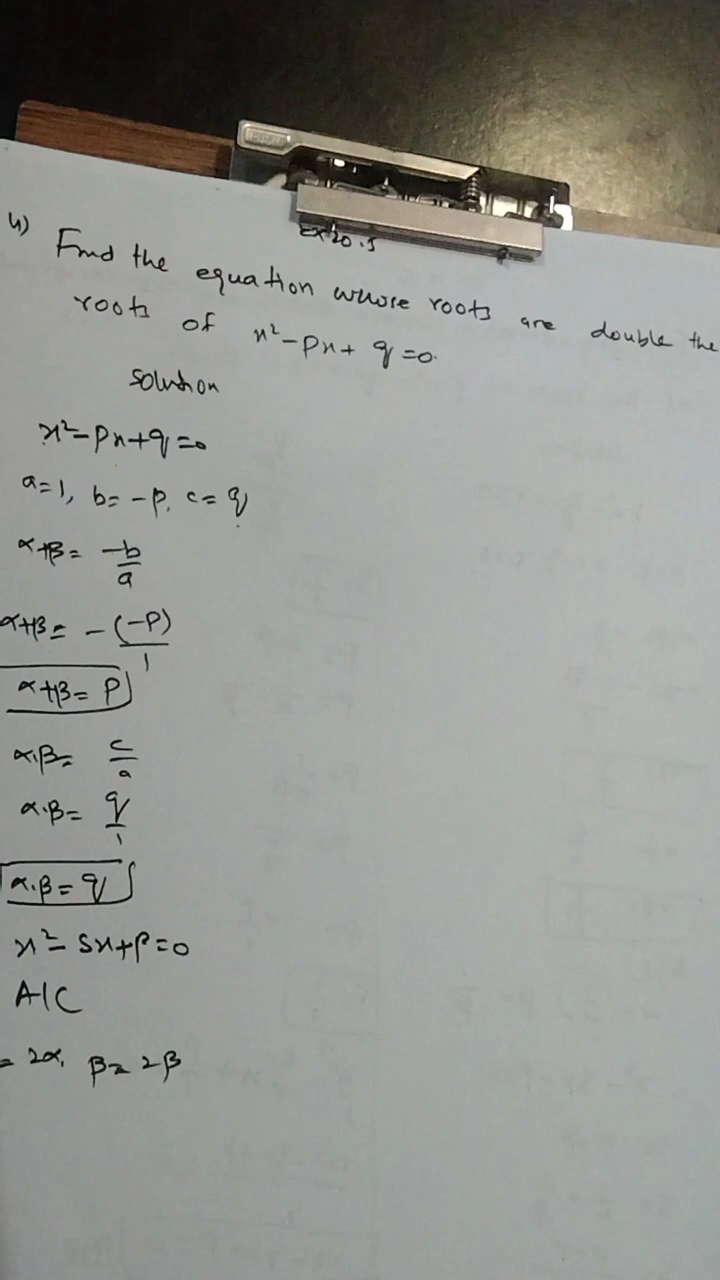 Ex 20.5
4) Find the equation whose roots are double the
roots of x²-px+q=0.
Solution
x²-px+q=0
a=1, b=-p, c=q
α+β= -b/a
α+β= -(-p)/1
α+β=p
α.β= c/a
α.β= q/1
α.β=q
x²-Sx+p=0
A/C
= 2α, β=2β